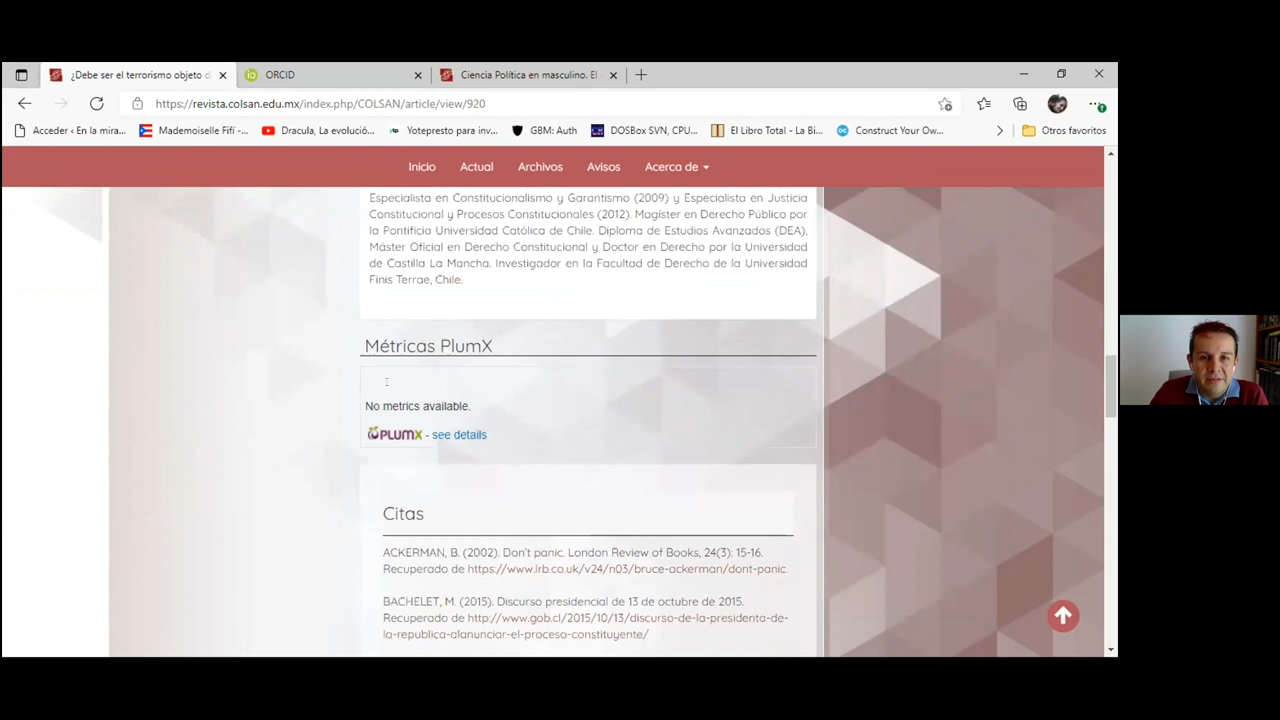 ¿Debe ser el terrorismo objeto d
ORCID
Ciencia Política en masculino. El
https://revista.colsan.edu.mx/index.php/COLSAN/article/view/920
Acceder ‹ En la mira...
Mademoiselle Fifí,...
Dracula, La evolució...
Yotepresto para inv...
GBM: Auth
DOSBox SVN, CPU...
El Libro Total - La Bi...
Construct Your Ow...
Otros favoritos
Inicio
Actual
Archivos
Avisos
Acerca de
Especialista en Constitucionalismo y Garantismo (2009) y Especialista en Justicia
Constitucional y Procesos Constitucionales (2012). Magíster en Derecho Público por
la Pontificia Universidad Católica de Chile. Diploma de Estudios Avanzados (DEA),
Máster Oficial en Derecho Constitucional y Doctor en Derecho por la Universidad
de Castilla La Mancha. Investigador en la Facultad de Derecho de la Universidad
Finis Terrae, Chile.
Métricas PlumX
No metrics available.
PLUMX - see details
Citas
ACKERMAN, B. (2002). Don't panic. London Review of Books, 24(3): 15-16.
Recuperado de https://www.lrb.co.uk/v24/n03/bruce-ackerman/dont-panic.
BACHELET, M. (2015). Discurso presidencial de 13 de octubre de 2015.
Recuperado de http://www.gob.cl/2015/10/13/discurso-de-la-presidenta-de-
la-republica-alanunciar-el-proceso-constituyente/